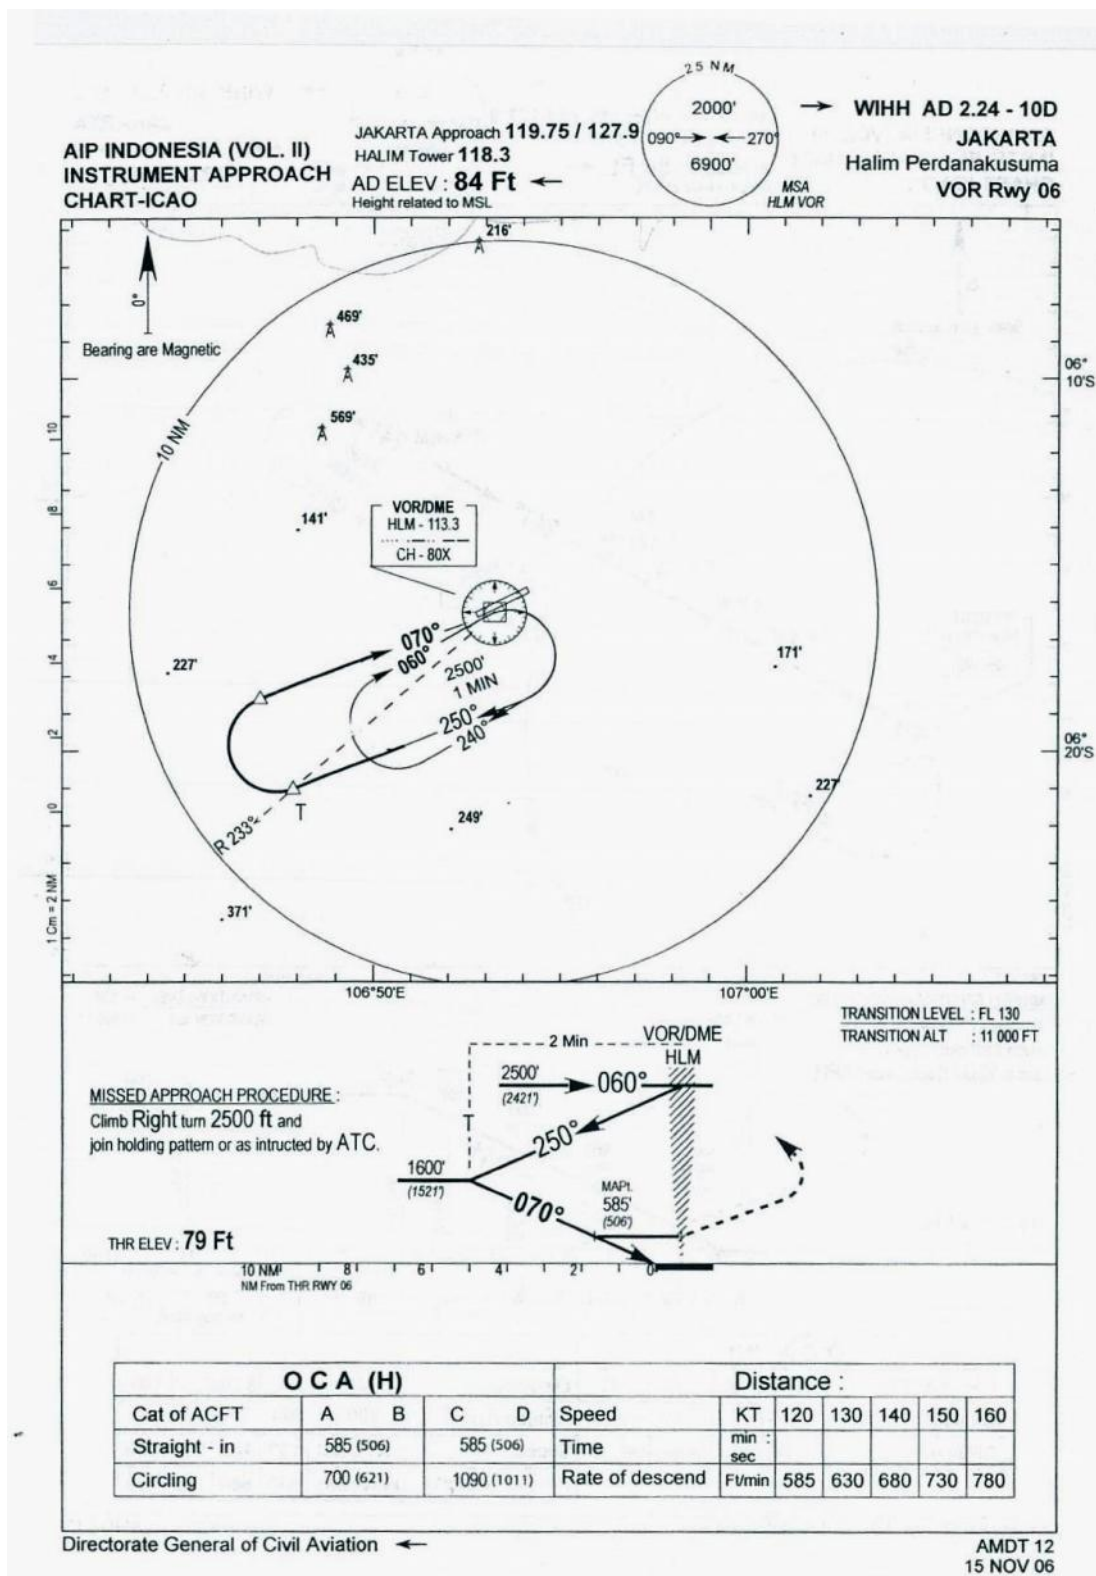 25 NM
2000'
090° 270°
6900'
MSA
HLM VOR
WIHH AD 2.24 - 10D
JAKARTA
Halim Perdanakusuma
VOR Rwy 06
AIP INDONESIA (VOL. II)
INSTRUMENT APPROACH
CHART-ICAO
JAKARTA Approach 119.75 / 127.9
HALIM Tower 118.3
AD ELEV : 84 Ft
Height related to MSL
216'
0°
Bearing are Magnetic
469'
435'
569'
06°
10'S
10 NM
10
8
6
4
2
0
1 Cm = 2 NM
141'
VOR/DME
HLM - 113.3
CH - 80X
070°
060°
2500'
1 MIN
250°
240°
227'
171'
06°
20'S
T
R 233°
249'
227'
371'
106°50'E
107°00'E
TRANSITION LEVEL : FL 130
TRANSITION ALT : 11 000 FT
2 Min
VOR/DME
HLM
2500'
(2421')
060°
T
250°
MISSED APPROACH PROCEDURE :
Climb Right turn 2500 ft and
join holding pattern or as intructed by ATC.
1600'
(1521')
070°
MAPt.
585'
(506')
THR ELEV : 79 Ft
10 NM 8 6 4 2 0
NM From THR RWY 06
O C A (H) Distance :
Cat of ACFT A B C D Speed KT 120 130 140 150 160
Straight - in 585 (506) 585 (506) Time min : sec
Circling 700 (621) 1090 (1011) Rate of descend Ft/min 585 630 680 730 780
Directorate General of Civil Aviation
AMDT 12
15 NOV 06